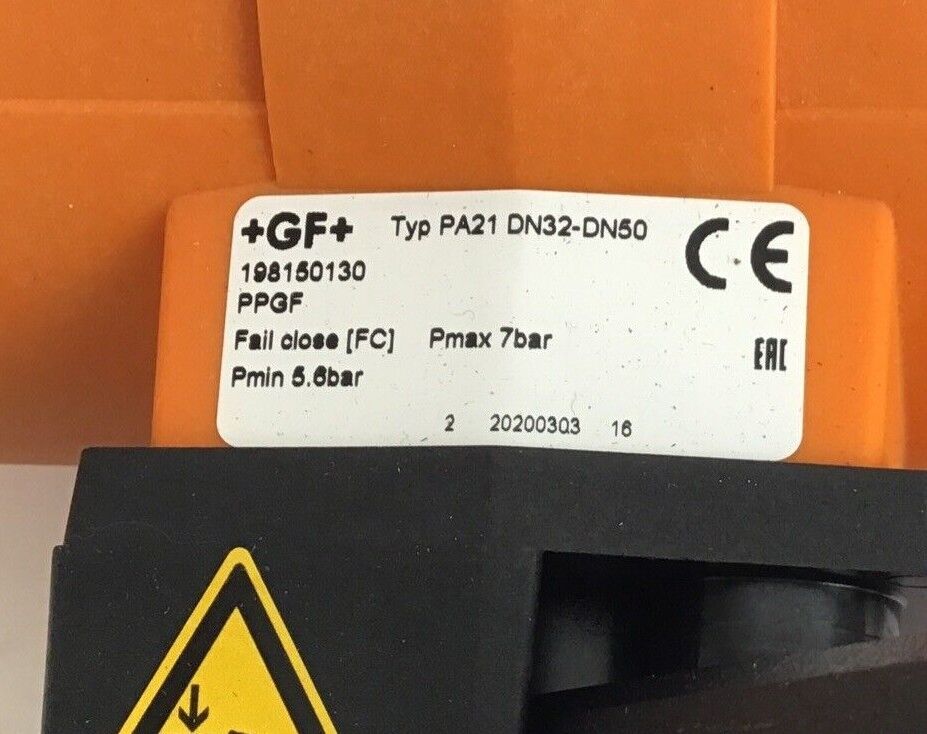 +GF+ Typ PA21 DN32-DN50 CE
198150130
PPGF
Fail close [FC] Pmax 7bar EAC
Pmin 5.6bar
2 20200303 16